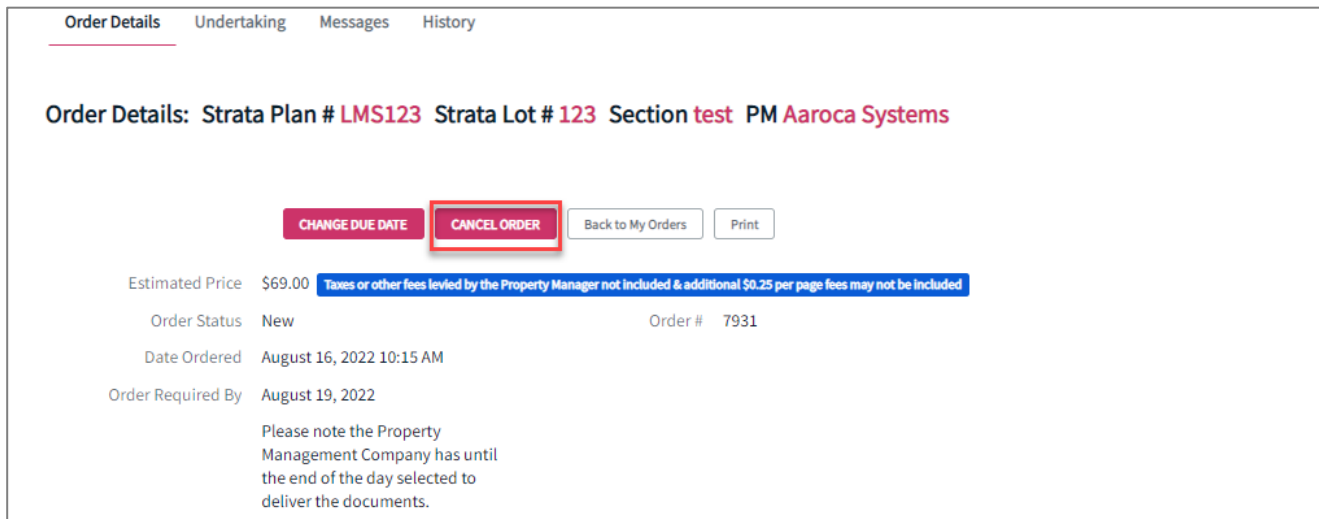 Order Details Undertaking Messages History
Order Details: Strata Plan # LMS123 Strata Lot # 123 Section test PM Aaroca Systems
CHANGE DUE DATE CANCEL ORDER Back to My Orders Print
Estimated Price $69.00 Taxes or other fees levied by the Property Manager not included & additional $0.25 per page fees may not be included
Order Status New Order # 7931
Date Ordered August 16, 2022 10:15 AM
Order Required By August 19, 2022
Please note the Property
Management Company has until
the end of the day selected to
deliver the documents.